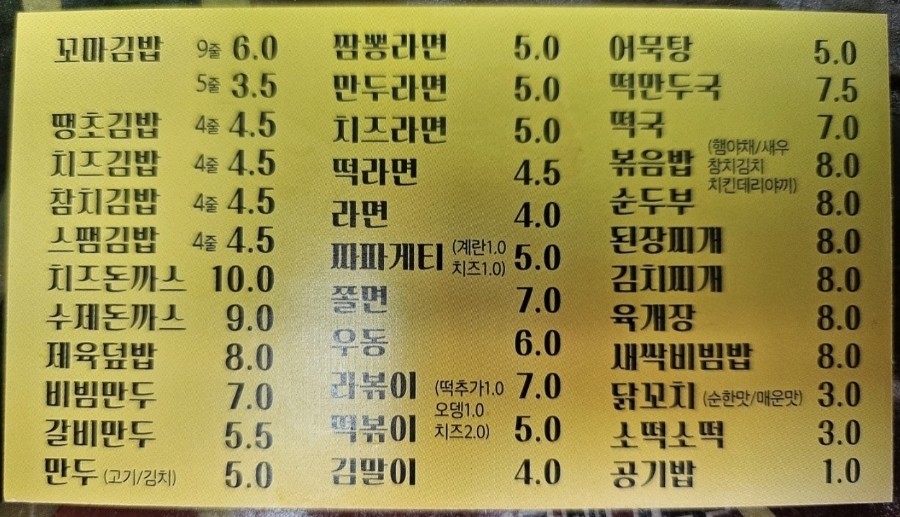 꼬마김밥 9줄 6.0
5줄 3.5
땡초김밥 4줄 4.5
치즈김밥 4줄 4.5
참치김밥 4줄 4.5
스팸김밥 4줄 4.5
치즈돈까스 10.0
수제돈까스 9.0
제육덮밥 8.0
비빔만두 7.0
갈비만두 5.5
만두 (고기/김치) 5.0
짬뽕라면 5.0
만두라면 5.0
치즈라면 5.0
떡라면 4.5
라면 4.0
짜파게티 (계란1.0 5.0
치즈1.0)
쫄면 7.0
우동 6.0
라볶이 (떡추가1.0 7.0
오뎅1.0
떡볶이 치즈2.0) 5.0
김말이 4.0
어묵탕 5.0
떡만두국 7.5
떡국 7.0
볶음밥 (햄야채/새우 8.0
참치김치
치킨데리야끼)
순두부 8.0
된장찌개 8.0
김치찌개 8.0
육개장 8.0
새싹비빔밥 8.0
닭꼬치 (순한맛/매운맛) 3.0
소떡소떡 3.0
공기밥 1.0